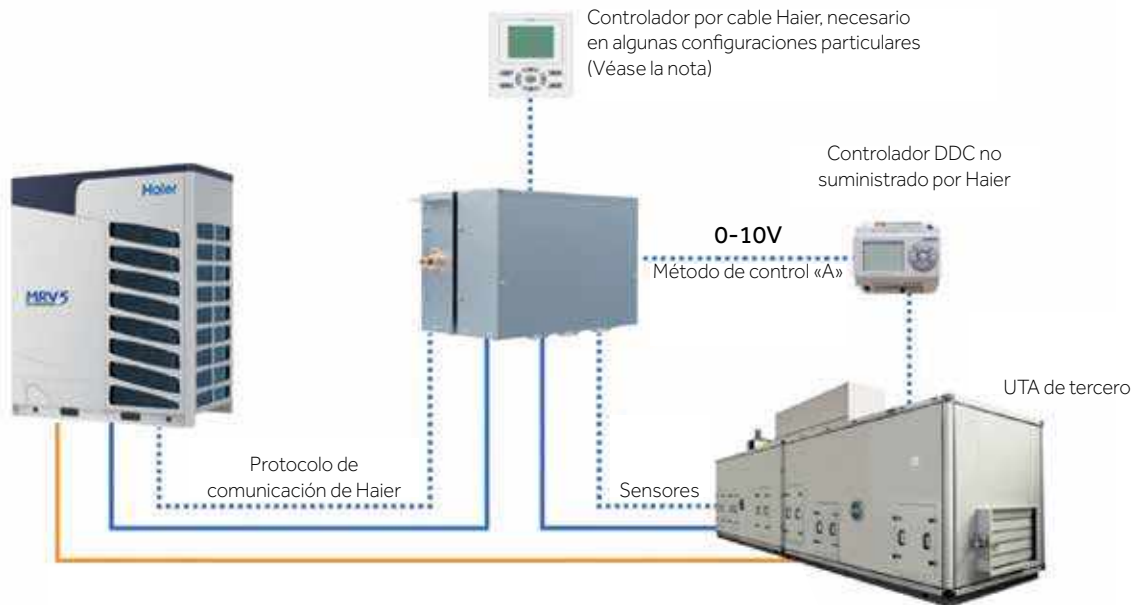 Controlador por cable Haier, necesario
en algunas configuraciones particulares
(Véase la nota)
Controlador DDC no
suministrado por Haier
Haier
0-10V
Método de control «A»
MRV5
UTA de tercero
Protocolo de
comunicación de Haier
Sensores